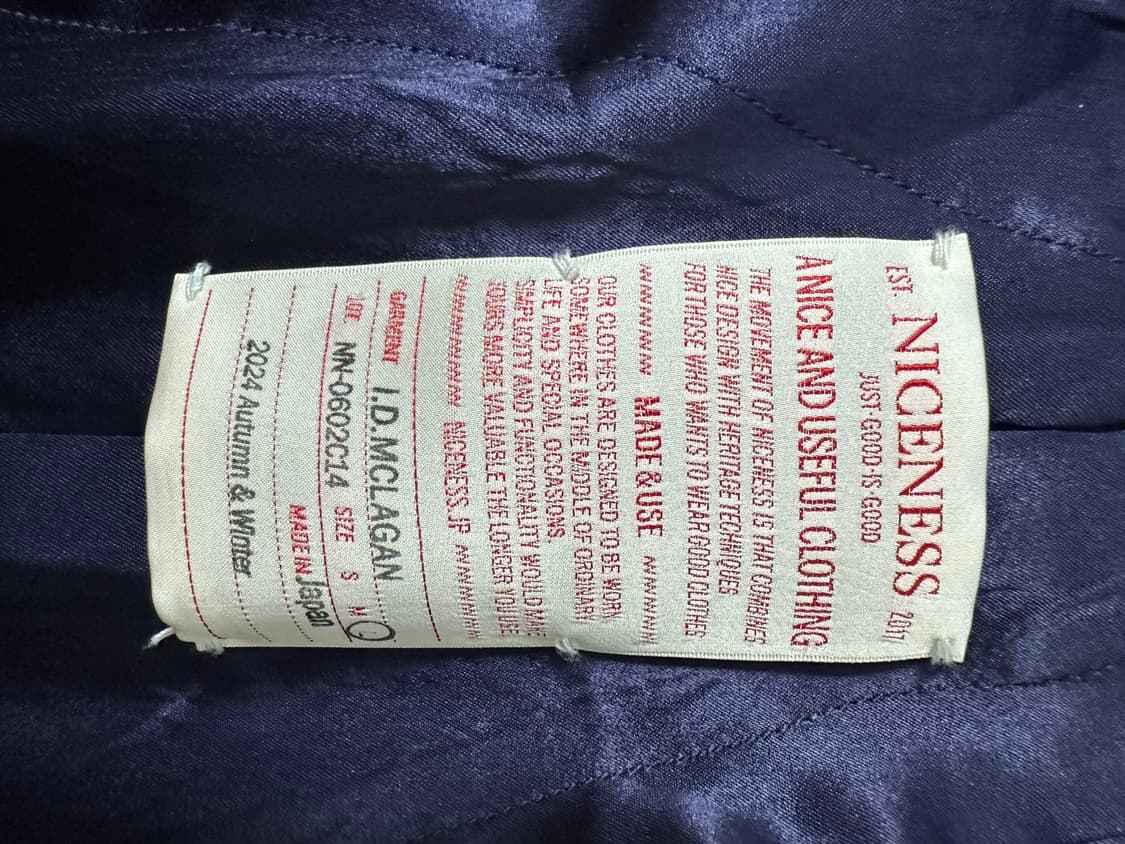 EST. NICENESS 2017
JUST·GOOD·IS·GOOD!
A NICE AND USEFUL CLOTHING
THE MOVEMENT OF NICENESS IS THAT COMBINES
NICE DESIGN WITH HERITAGE TECHNIQUES
FOR THOSE WHO WANTS TO WEAR GOOD CLOTHES
MADE & USE
OUR CLOTHES ARE DESIGNED TO BE WORN
SOMEWHERE IN THE MIDDLE OF ORDINARY
LIFE AND SPECIAL OCCASIONS.
SIMPLICITY AND FUNCTIONALITY WOULD MAKE
YOURS MORE VALUABLE THE LONGER YOU USE
NICENESS.JP
GARMENT I.D.MCLAGAN
LOT NN-0602C14 SIZE S M
MADE IN Japan
2024 Autumn & Winter